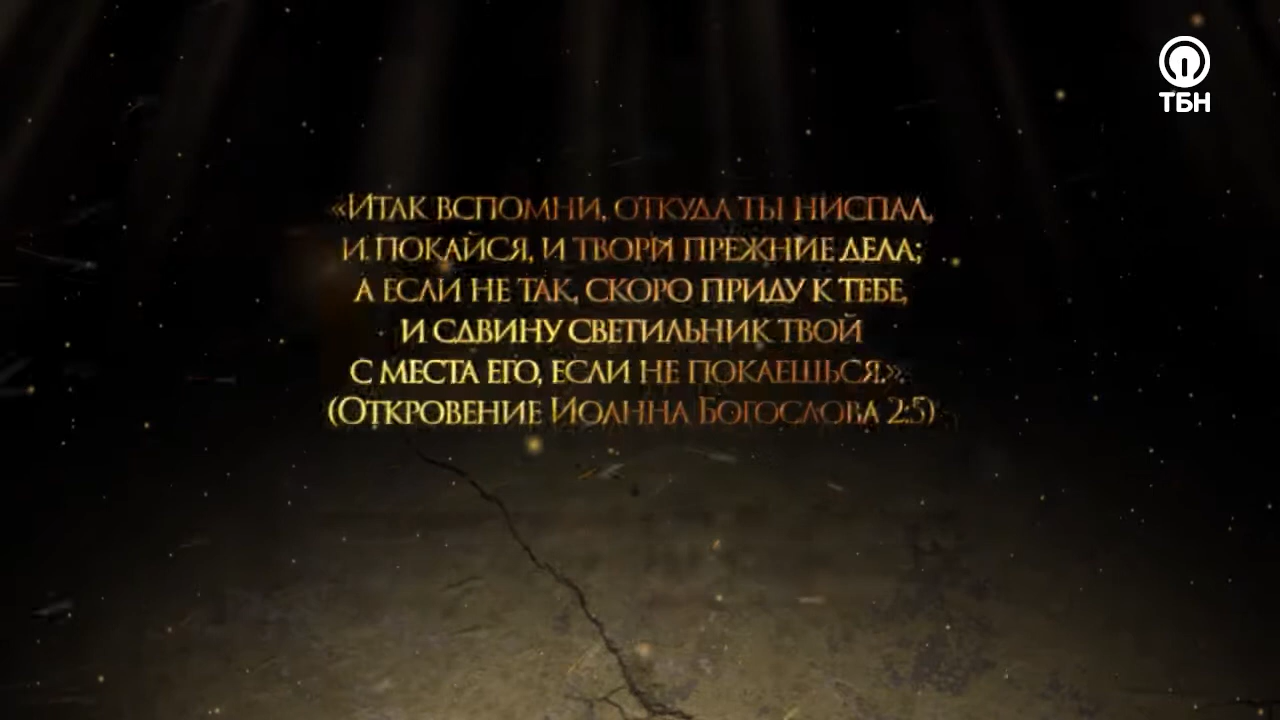 «Итак вспомни, откуда ты ниспал,
и покайся, и твори прежние дела;
а если не так, скоро приду к тебе,
и сдвину светильник твой
с места его, если не покаешься.».
(Откровение Иоанна Богослова 2:5)
ТБН